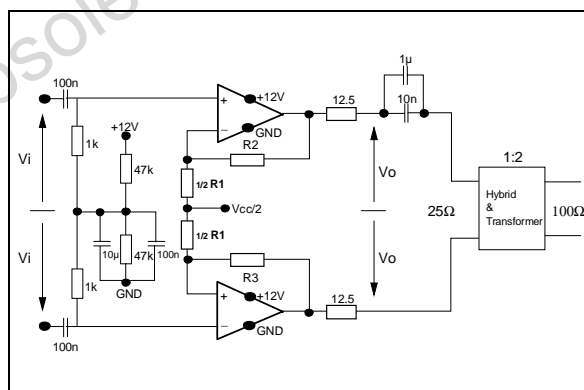 osole
1µ
100n
+12V
12.5
10n
+
_
GND
+12V
R2
1:2
Vi
1k
47k
1/2 R1
Vo
Hybrid
&
Transformer
Vcc/2
25Ω
100Ω
1/2 R1
Vi
10µ
47k
100n
Vo
1k
GND
R3
+
+12V
12.5
_
GND
100n